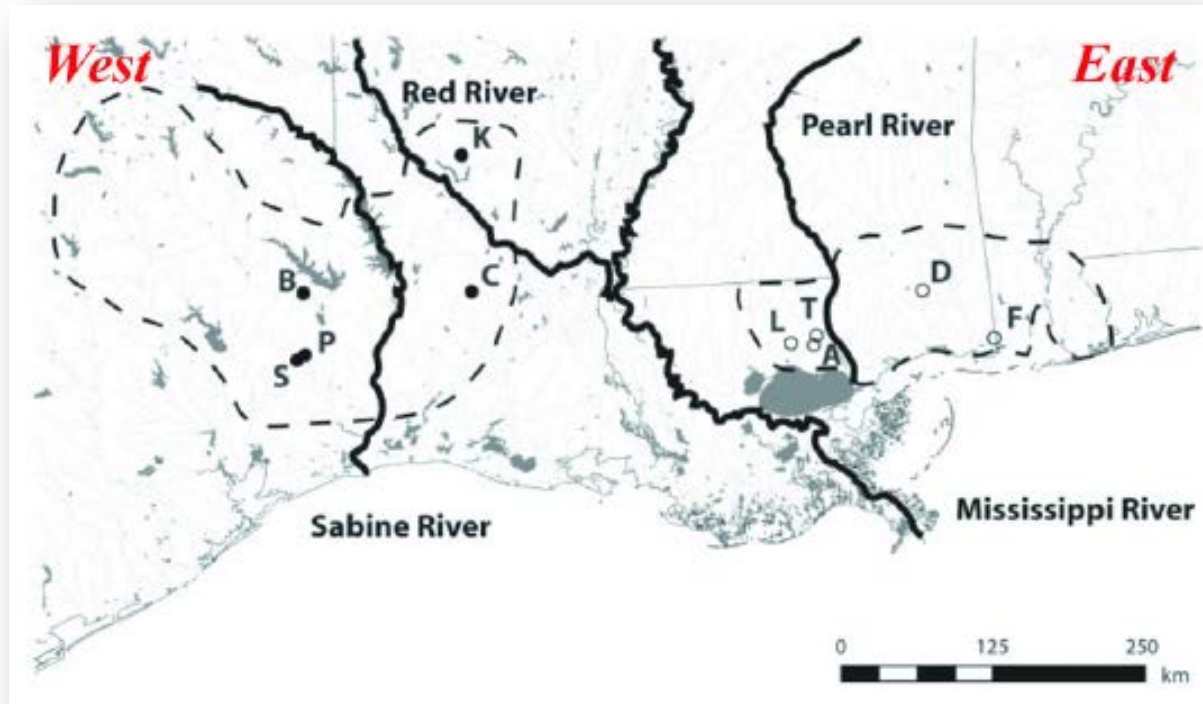 West
East
Red River
Pearl River
K
B
C
D
T
L
F
P
A
S
Sabine River
Mississippi River
0 125 250
km